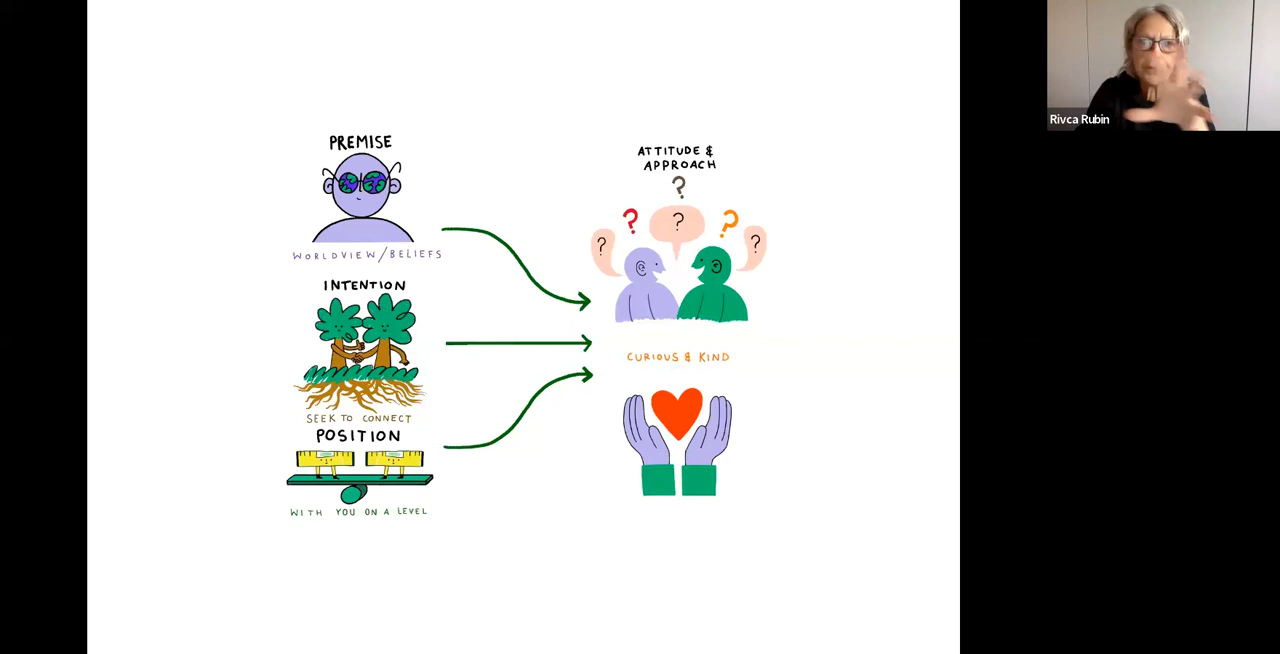 PREMISE
WORLDVIEW/BELIEFS
INTENTION
SEEK TO CONNECT
POSITION
WITH YOU ON A LEVEL
ATTITUDE &
APPROACH
?
? ?
?
? ?
CURIOUS & KIND
Rivca Rubin